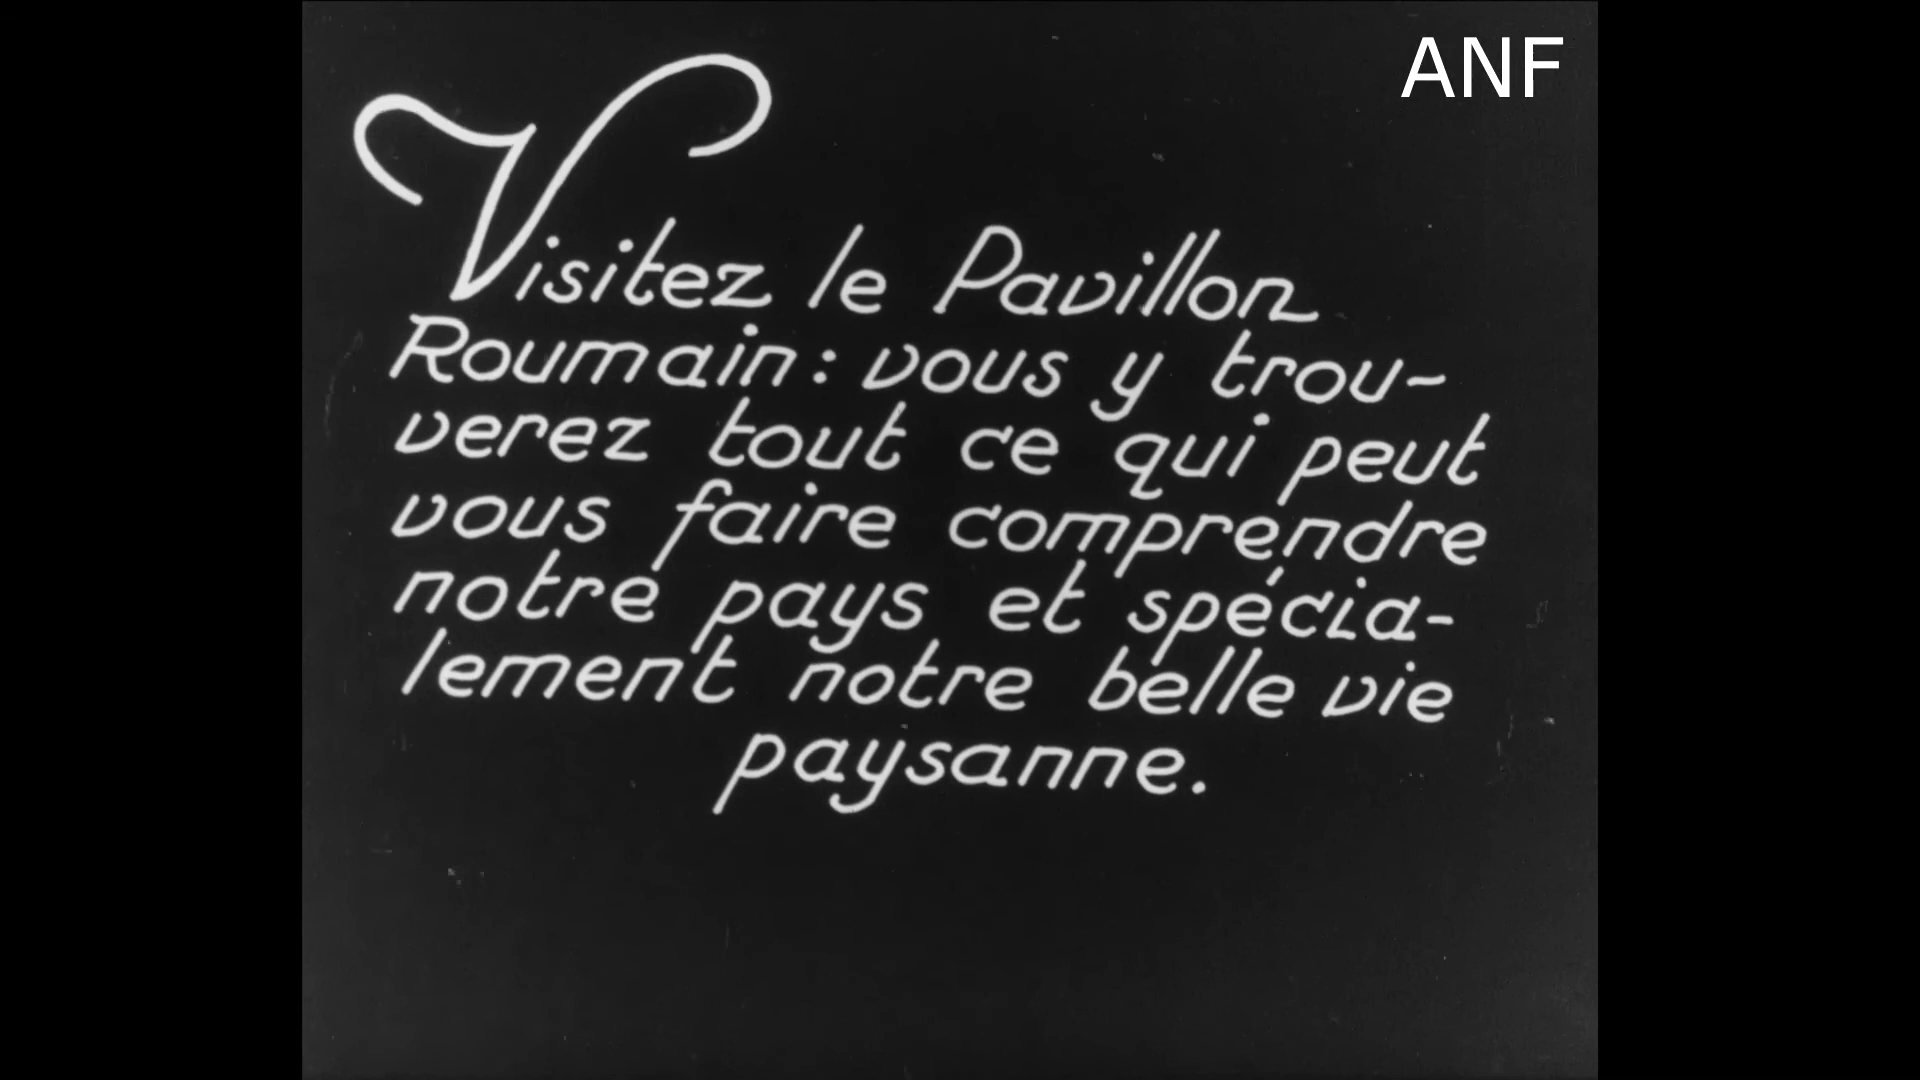 ANF
Visitez le Pavillon
Roumain: vous y trou-
verez tout ce qui peut
vous faire comprendre
notre pays et spécia-
lement notre belle vie
paysanne.